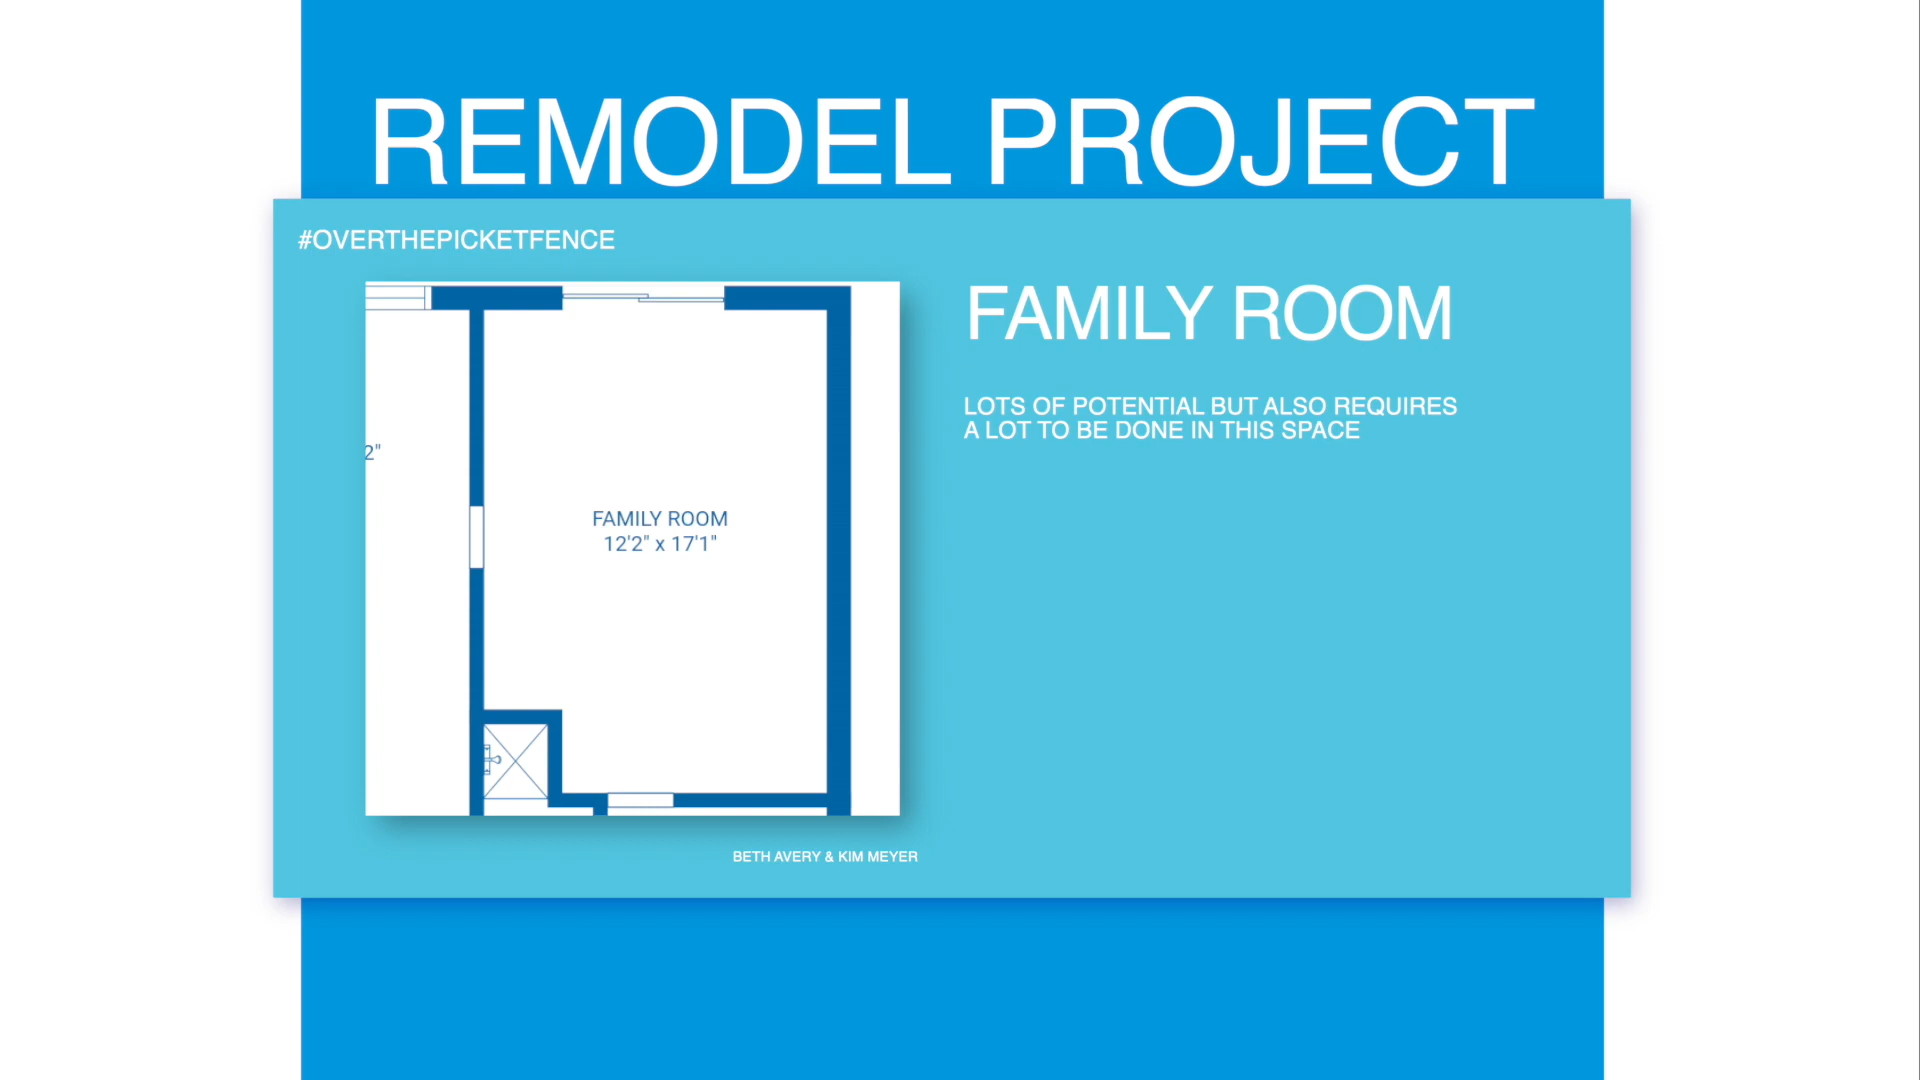 REMODEL PROJECT
#OVERTHEPICKETFENCE
FAMILY ROOM
LOTS OF POTENTIAL BUT ALSO REQUIRES
A LOT TO BE DONE IN THIS SPACE
2"
FAMILY ROOM
12'2" x 17'1"
BETH AVERY & KIM MEYER